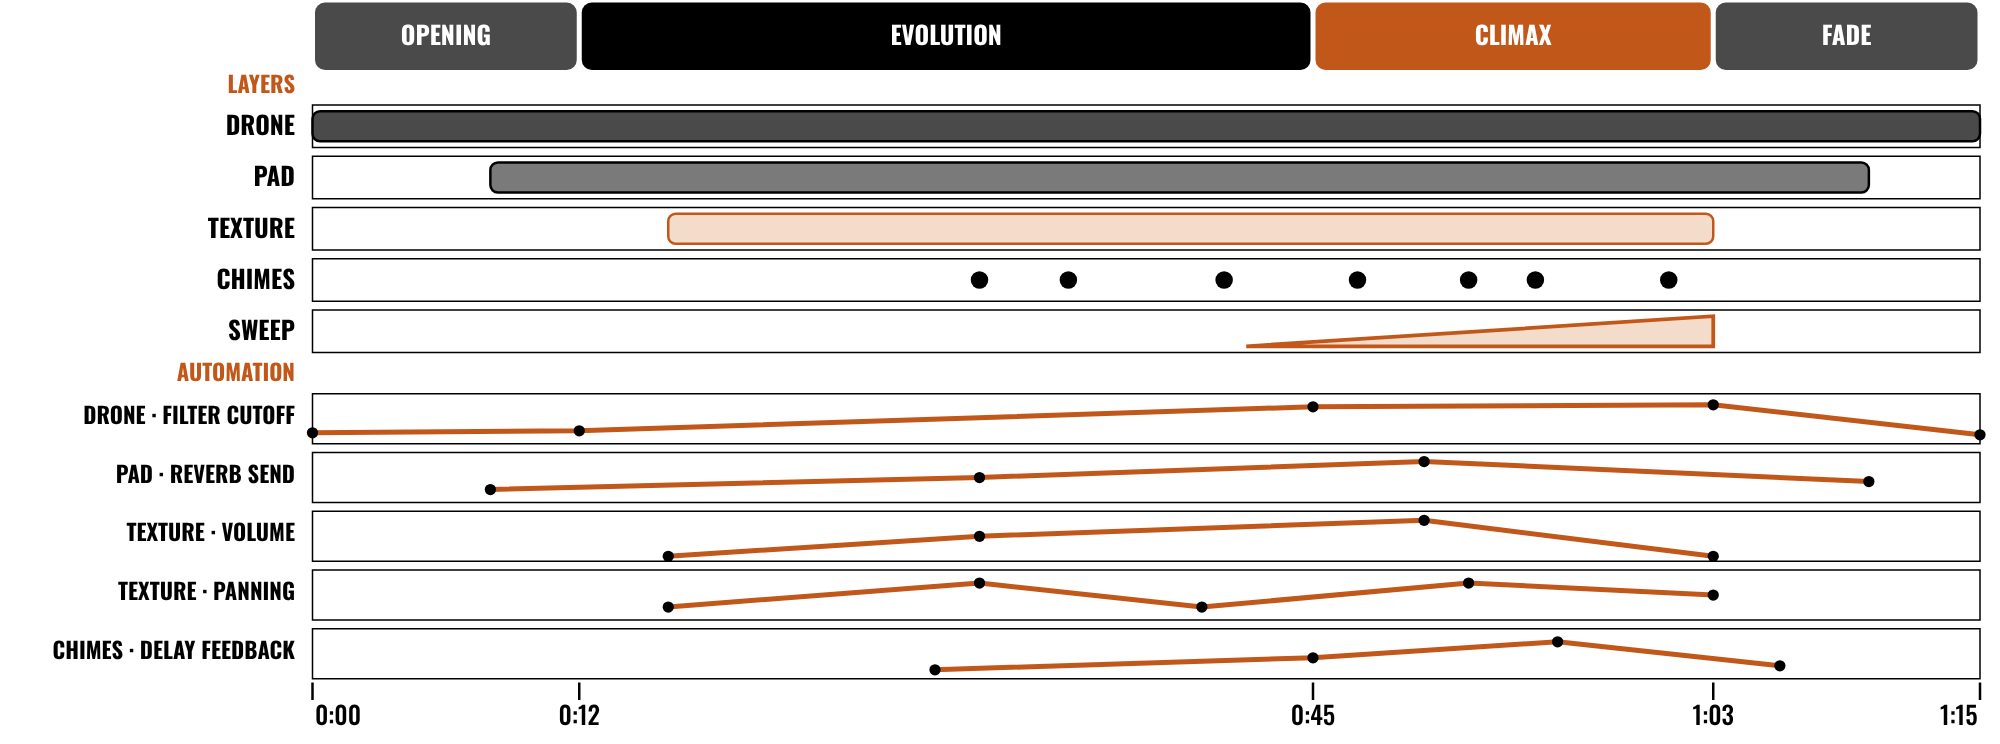 OPENING EVOLUTION CLIMAX FADE
LAYERS
DRONE
PAD
TEXTURE
CHIMES
SWEEP
AUTOMATION
DRONE · FILTER CUTOFF
PAD · REVERB SEND
TEXTURE · VOLUME
TEXTURE · PANNING
CHIMES · DELAY FEEDBACK
0:00 0:12 0:45 1:03 1:15